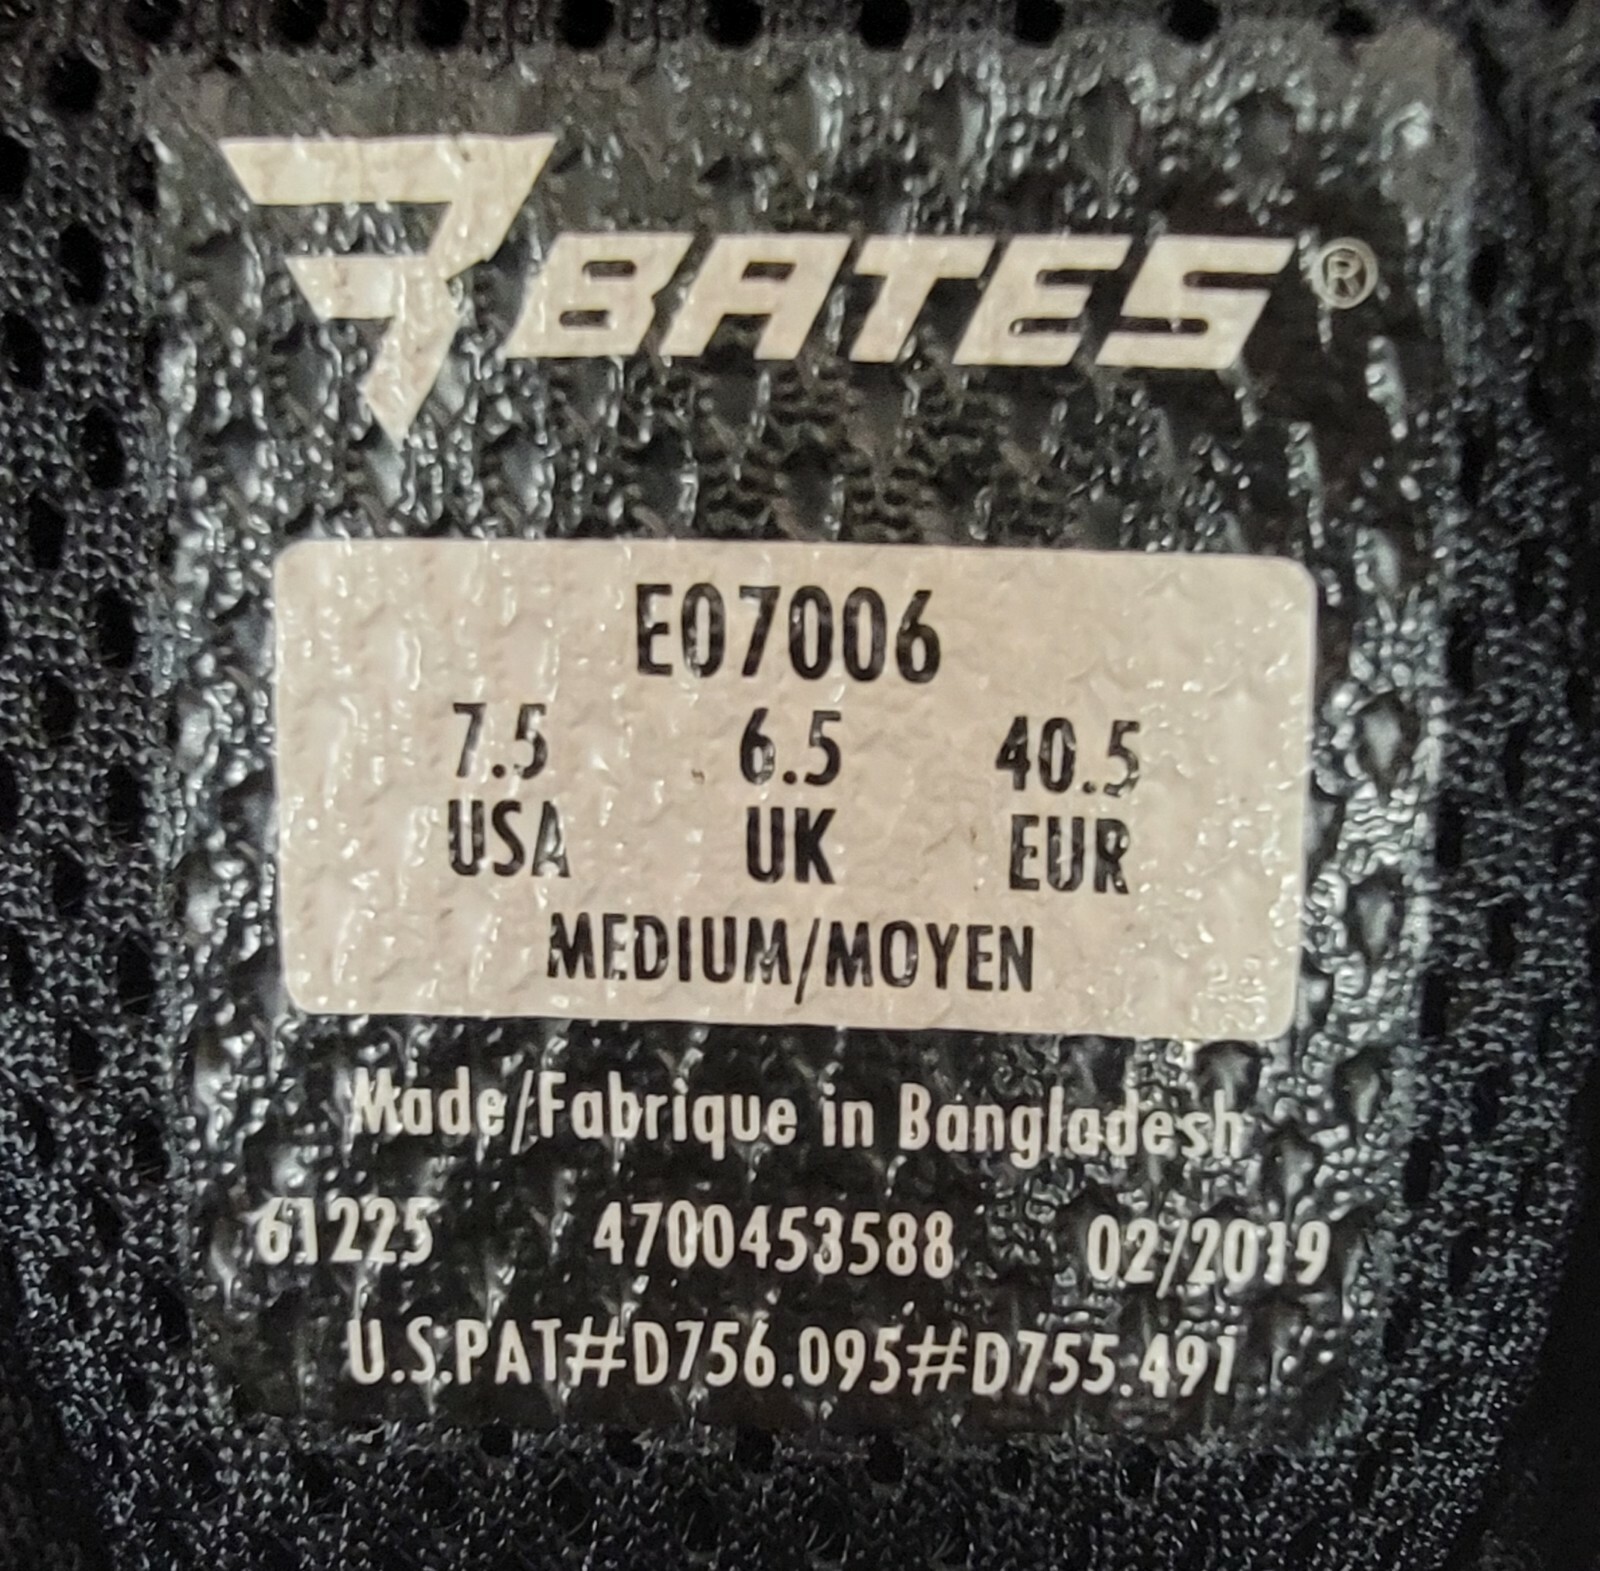 BATES®
E07006
7.5 6.5 40.5
USA UK EUR
MEDIUM/MOYEN
Made/Fabrique in Bangladesh
61225 4700453588 02/2019
U.S.PAT#D756.095#D755.491